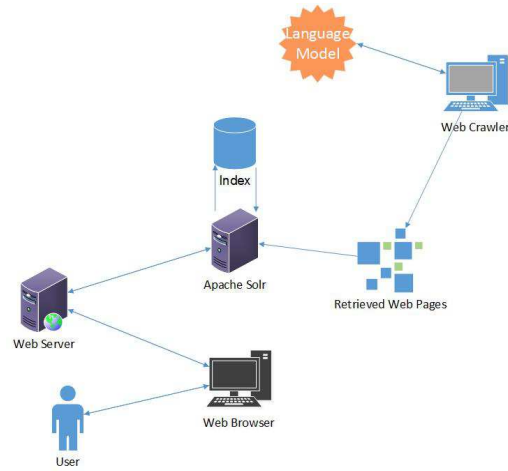 Language
Model
Web Crawler
Index
Apache Solr
Retrieved Web Pages
Web Server
Web Browser
User